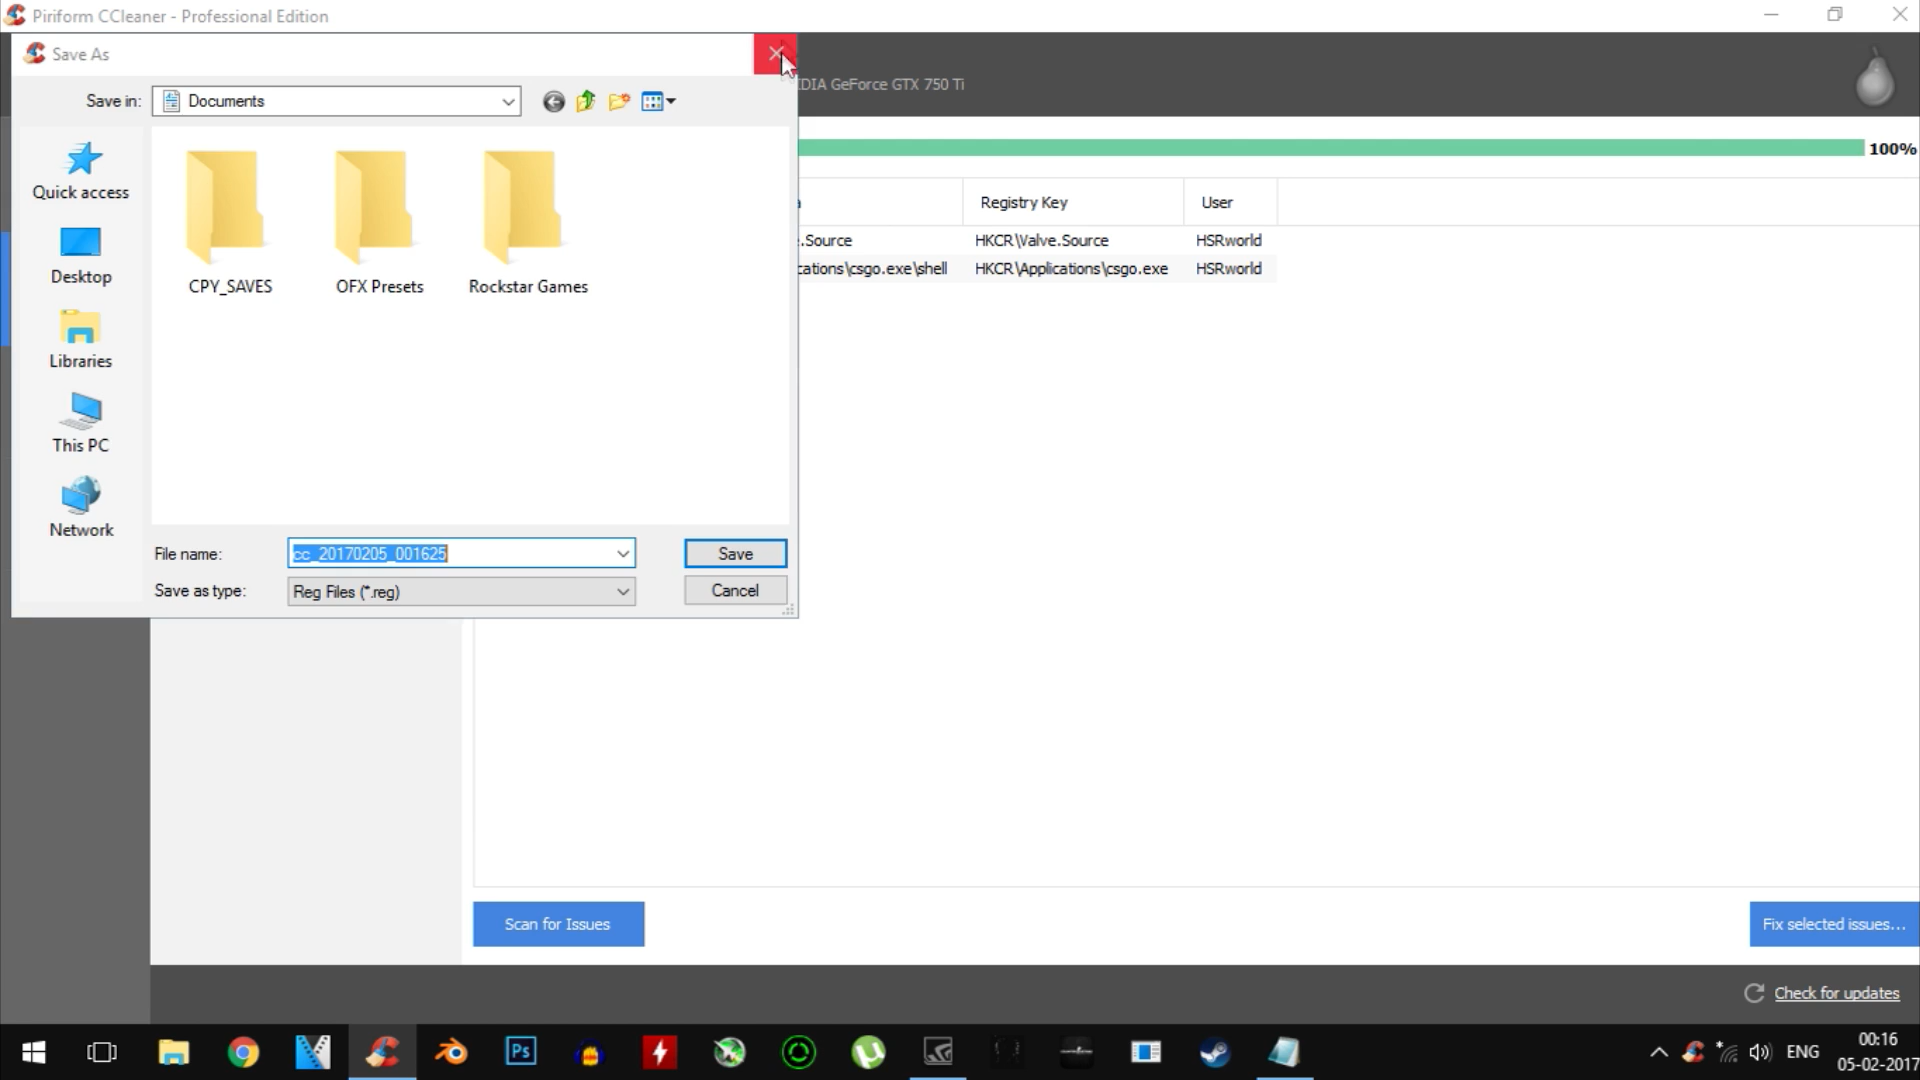 Piriform CCleaner - Professional Edition
Save As
Save in:
Documents
IDIA GeForce GTX 750 Ti
100%
Quick access
Desktop
Libraries
This PC
Network
CPY_SAVES
OFX Presets
Rockstar Games
Registry Key
User
.Source
HKCR\Valve.Source
HSRworld
cations\csgo.exe\shell
HKCR\Applications\csgo.exe
HSRworld
File name:
cc_20170205_001625
Save
Save as type:
Reg Files (*.reg)
Cancel
Scan for Issues
Fix selected issues...
Check for updates
Ps
ENG
00:16
05-02-2017